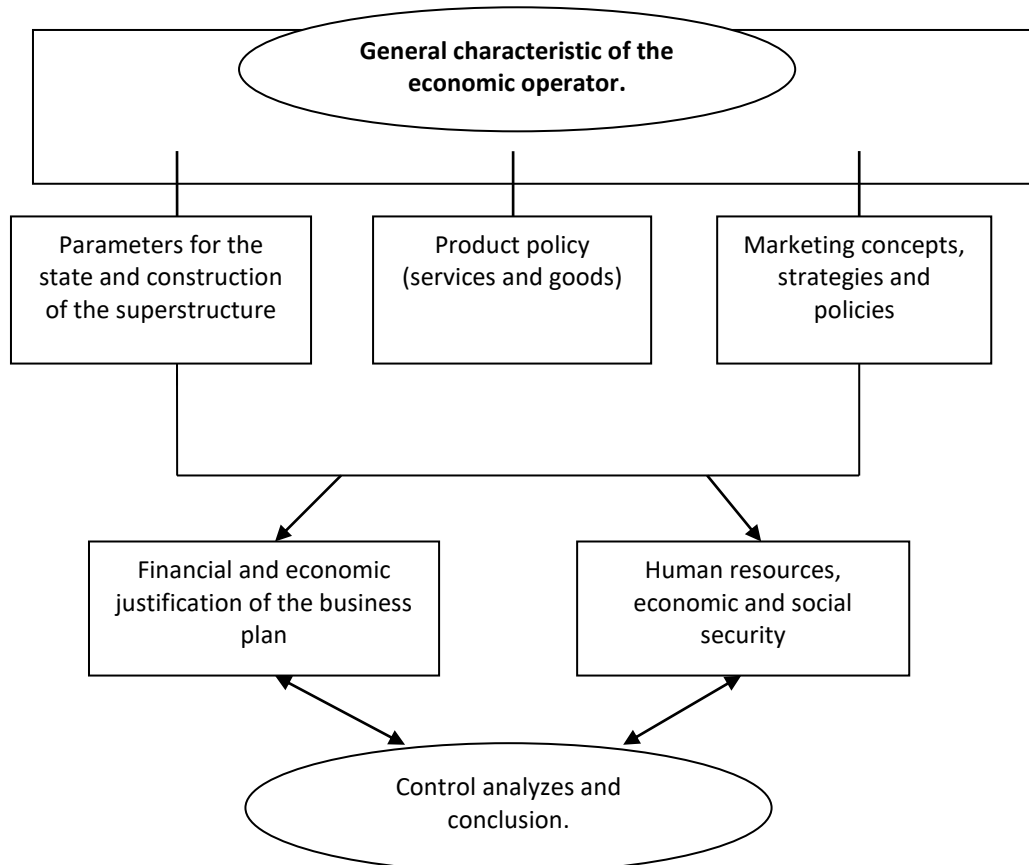 General characteristic of the
economic operator.
Parameters for the
state and construction
of the superstructure
Product policy
(services and goods)
Marketing concepts,
strategies and
policies
Financial and economic
justification of the business
plan
Human resources,
economic and social
security
Control analyzes and
conclusion.